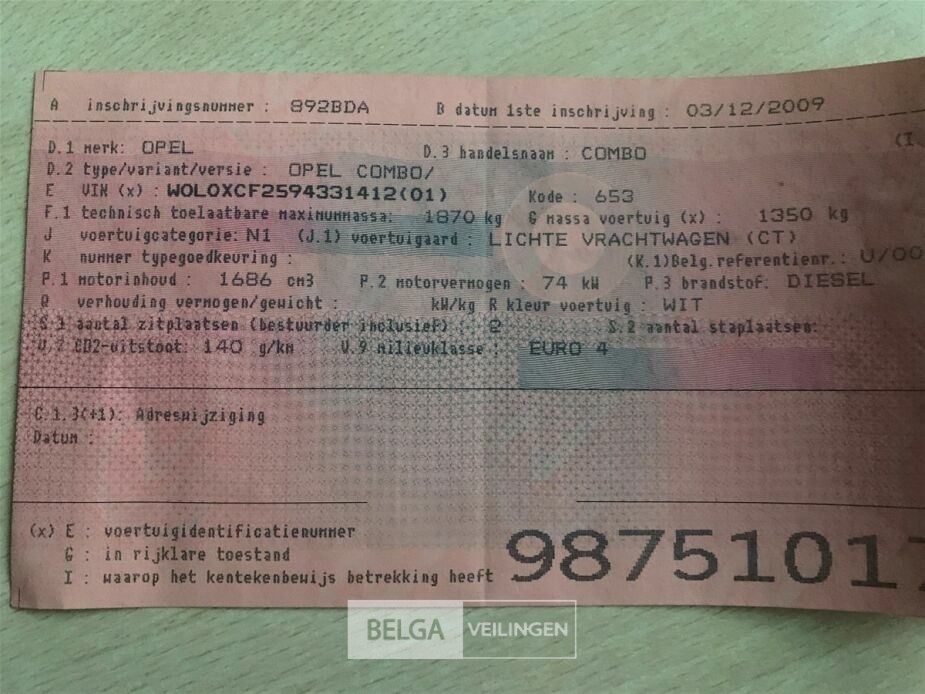 A inschrijvingsnummer : 892BDA B datum 1ste inschrijving : 03/12/2009
D.1 merk: OPEL D.3 handelsnaam : COMBO (I.
D.2 type/variant/versie : OPEL COMBO/
E VIN (x) : WOLOXCF2594331412(01) Kode : 653
F.1 technisch toelaatbare maximummassa: 1870 kg G massa voertuig (x) : 1350 kg
J voertuigcategorie: N1 (J.1) voertuigaard : LICHTE VRACHTWAGEN (CT)
K nummer typegoedkeuring : (K.1)Belg.referentienr.: U/00
P.1 motorinhoud : 1686 cm3 P.2 motorvermogen : 74 kW P.3 brandstof: DIESEL
Q verhouding vermogen/gewicht : kW/kg R kleur voertuig : WIT
S.1 aantal zitplaatsen (bestuurder inclusief) : 2 S.2 aantal staplaatsen:
V.7 CO2-uitstoot: 140 g/km V.9 milieuklasse : EURO 4
C.1.3(+1): Adreswijziging
Datum :
(x) E : voertuigidentificatienummer
G : in rijklare toestand
I : waarop het kentekenbewijs betrekking heeft
98751017
BELGA VEILINGEN